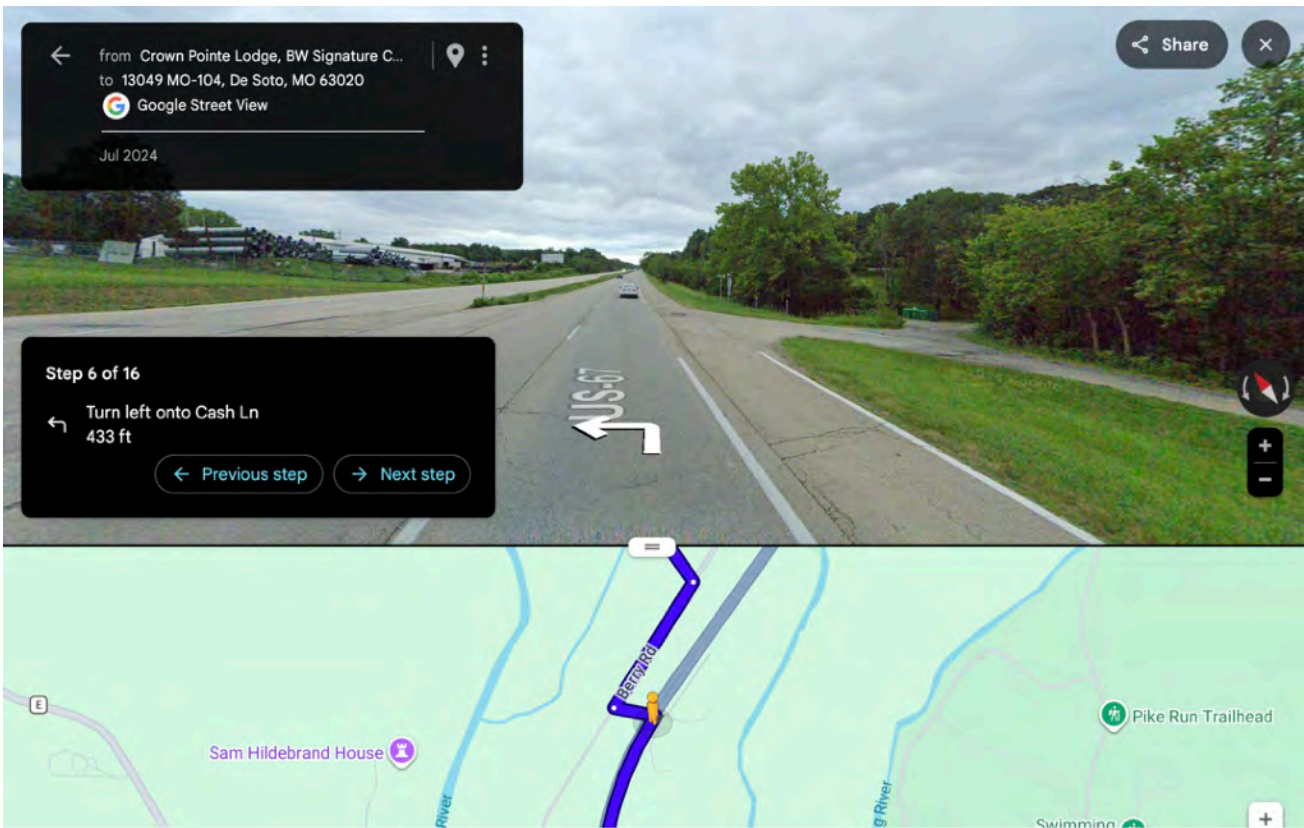 from Crown Pointe Lodge, BW Signature C...
to 13049 MO-104, De Soto, MO 63020
G Google Street View
Jul 2024
Share
Step 6 of 16
Turn left onto Cash Ln
433 ft
Previous step
Next step
US-67
+
−
Berry Rd
E
Sam Hildebrand House
Pike Run Trailhead
River
g River
Swimming
+